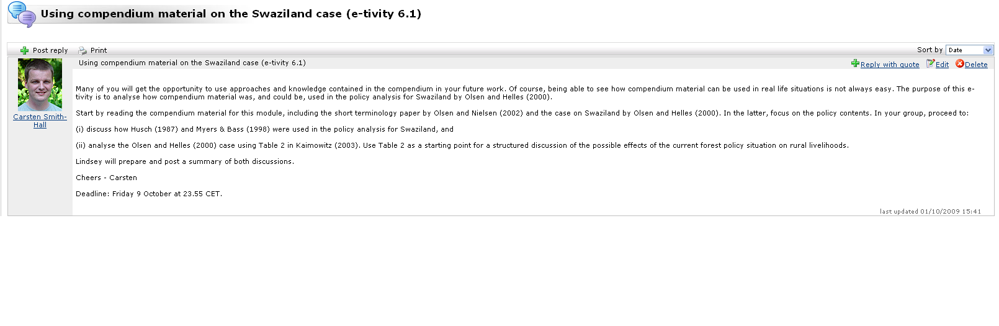 Using compendium material on the Swaziland case (e-tivity 6.1)
Post reply Print Sort by Date
Using compendium material on the Swaziland case (e-tivity 6.1) Reply with quote Edit Delete
Carsten Smith-
Hall
Many of you will get the opportunity to use approaches and knowledge contained in the compendium in your future work. Of course, being able to see how compendium material can be used in real life situations is not always easy. The purpose of this e-
tivity is to analyse how compendium material was, and could be, used in the policy analysis for Swaziland by Olsen and Helles (2000).
Start by reading the compendium material for this module, including the short terminology paper by Olsen and Nielsen (2002) and the case on Swaziland by Olsen and Helles (2000). In the latter, focus on the policy contents. In your group, proceed to:
(i) discuss how Husch (1987) and Myers & Bass (1998) were used in the policy analysis for Swaziland, and
(ii) analyse the Olsen and Helles (2000) case using Table 2 in Kaimowitz (2003). Use Table 2 as a starting point for a structured discussion of the possible effects of the current forest policy situation on rural livelihoods.
Lindsey will prepare and post a summary of both discussions.
Cheers - Carsten
Deadline: Friday 9 October at 23.55 CET.
last updated 01/10/2009 15:41